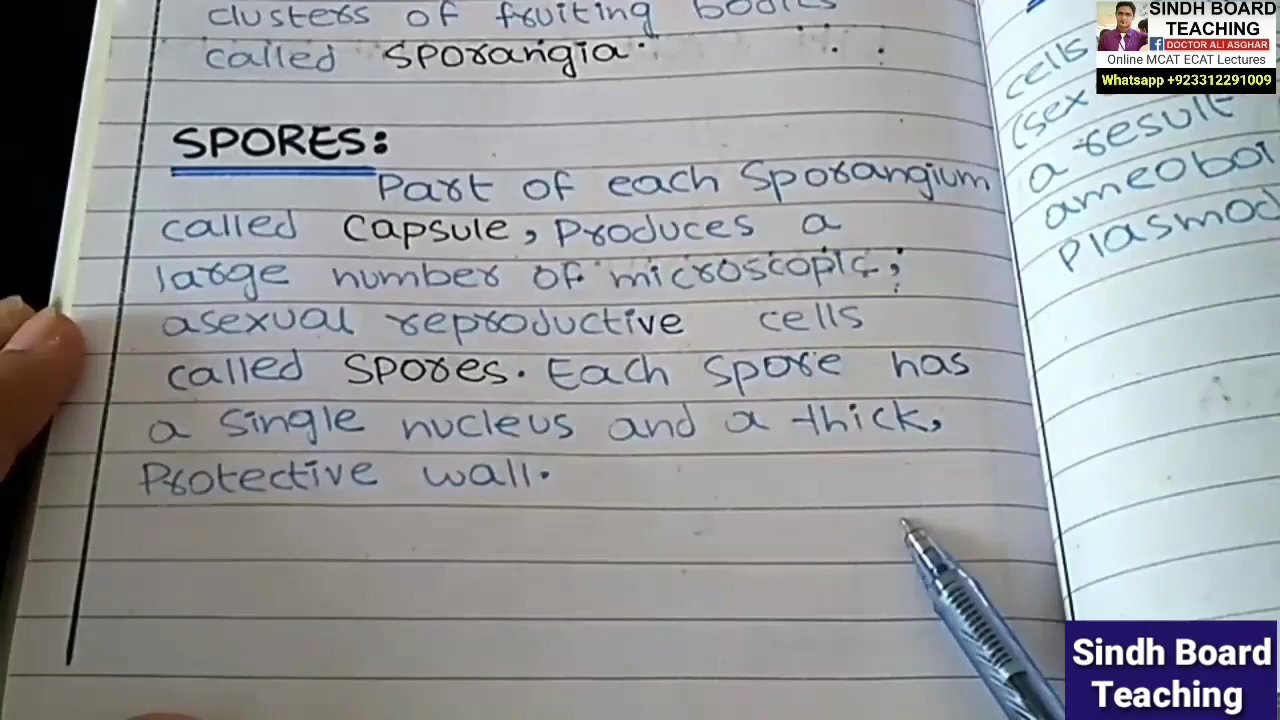 clusters of fruiting bodies
called Sporangia.
SPORES:
Part of each Sporangium
called Capsule, Produces a
large number of microscopic,
asexual reproductive cells
called Spores. Each Spore has
a single nucleus and a thick,
Protective wall.
cells
(sex
a result
ameoboi
Plasmod
SINDH BOARD
TEACHING
DOCTOR ALI ASGHAR
Online MCAT ECAT Lectures
Whatsapp +923312291009
Sindh Board
Teaching